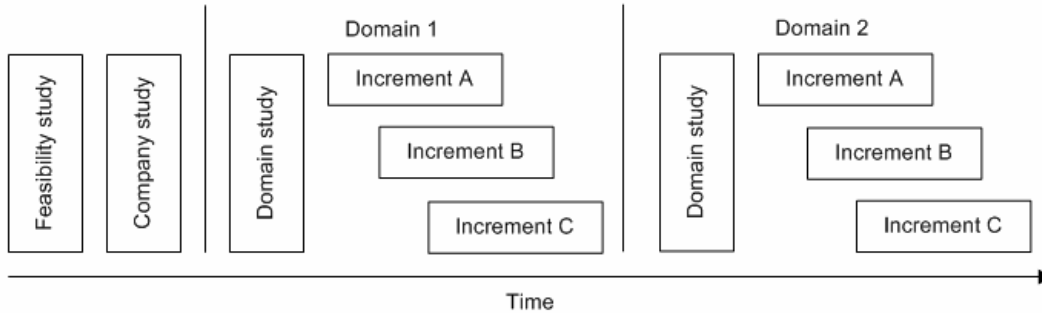 Feasibility study
Company study
Domain 1
Domain study
Increment A
Increment B
Increment C
Domain 2
Domain study
Increment A
Increment B
Increment C
Time